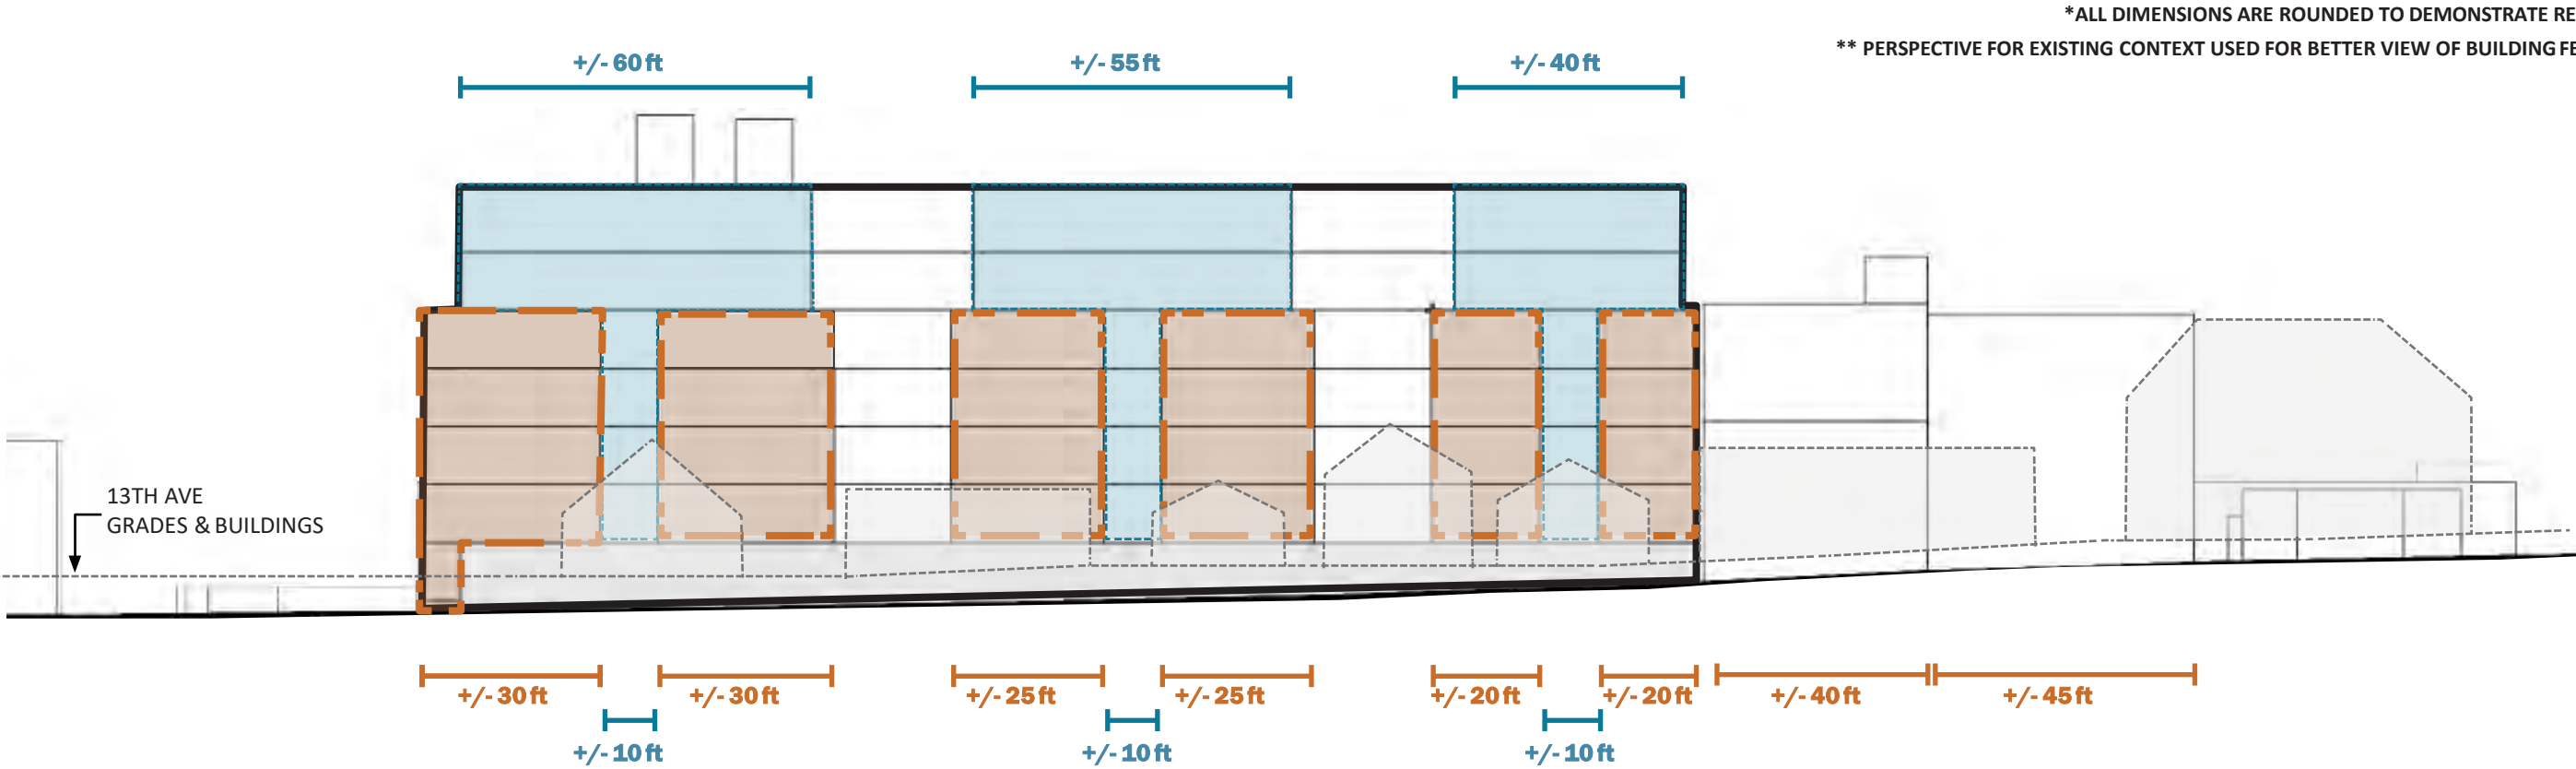 *ALL DIMENSIONS ARE ROUNDED TO DEMONSTRATE RE
** PERSPECTIVE FOR EXISTING CONTEXT USED FOR BETTER VIEW OF BUILDING FE
+/- 60 ft
+/- 55 ft
+/- 40 ft
13TH AVE
GRADES & BUILDINGS
+/- 30 ft
+/- 30 ft
+/- 25 ft
+/- 25 ft
+/- 20 ft
+/- 20 ft
+/- 40 ft
+/- 45 ft
+/- 10 ft
+/- 10 ft
+/- 10 ft